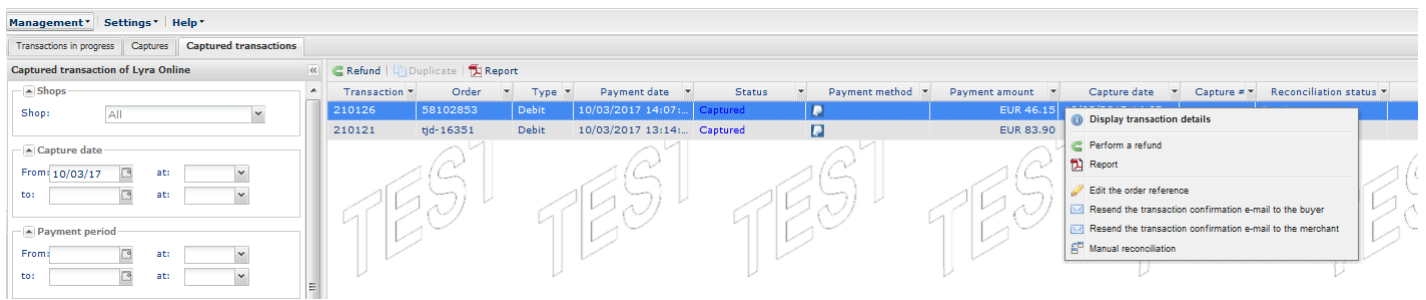 Management Settings Help
Transactions in progress Captures Captured transactions
Captured transaction of Lyra Online
Refund Duplicate Report
Shops
Shop: All
Capture date
From: 10/03/17 at:
to: at:
Payment period
From: at:
to: at:
Transaction Order Type Payment date Status Payment method Payment amount Capture date Capture # Reconciliation status
210126 58102853 Debit 10/03/2017 14:07:... Captured EUR 46.15
210121 tjd-16351 Debit 10/03/2017 13:14:... Captured EUR 83.90
Display transaction details
Perform a refund
Report
Edit the order reference
Resend the transaction confirmation e-mail to the buyer
Resend the transaction confirmation e-mail to the merchant
Manual reconciliation
TEST TEST TEST TEST